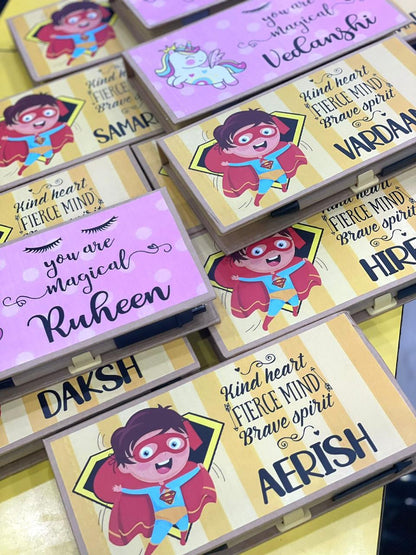 you are
magical
Vedanshi
Kind heart
FIERCE MIND
Brave spirit
SAMAR
Kind heart
FIERCE MIND
Brave spirit
VARDAAN
Kind heart
FIERCE MIND
Brave spirit
you are
magical
Ruheen
Kind heart
FIERCE MIND
Brave spirit
HIRE
DAKSH
Kind heart
FIERCE MIND
Brave spirit
AERISH
S